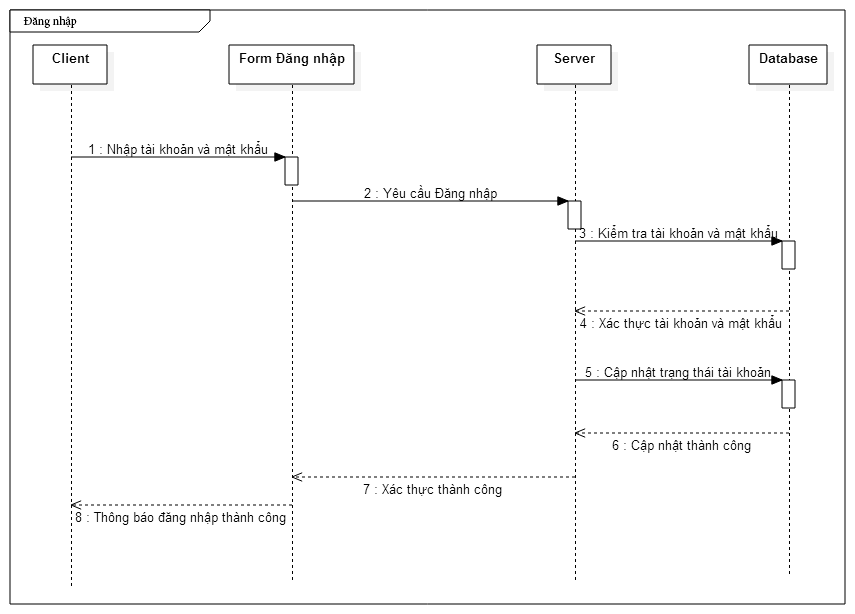 Đăng nhập
Client
Form Đăng nhập
Server
Database
1 : Nhập tài khoản và mật khẩu
2 : Yêu cầu Đăng nhập
3 : Kiểm tra tài khoản và mật khẩu
4 : Xác thực tài khoản và mật khẩu
5 : Cập nhật trạng thái tài khoản
6 : Cập nhật thành công
7 : Xác thực thành công
8 : Thông báo đăng nhập thành công